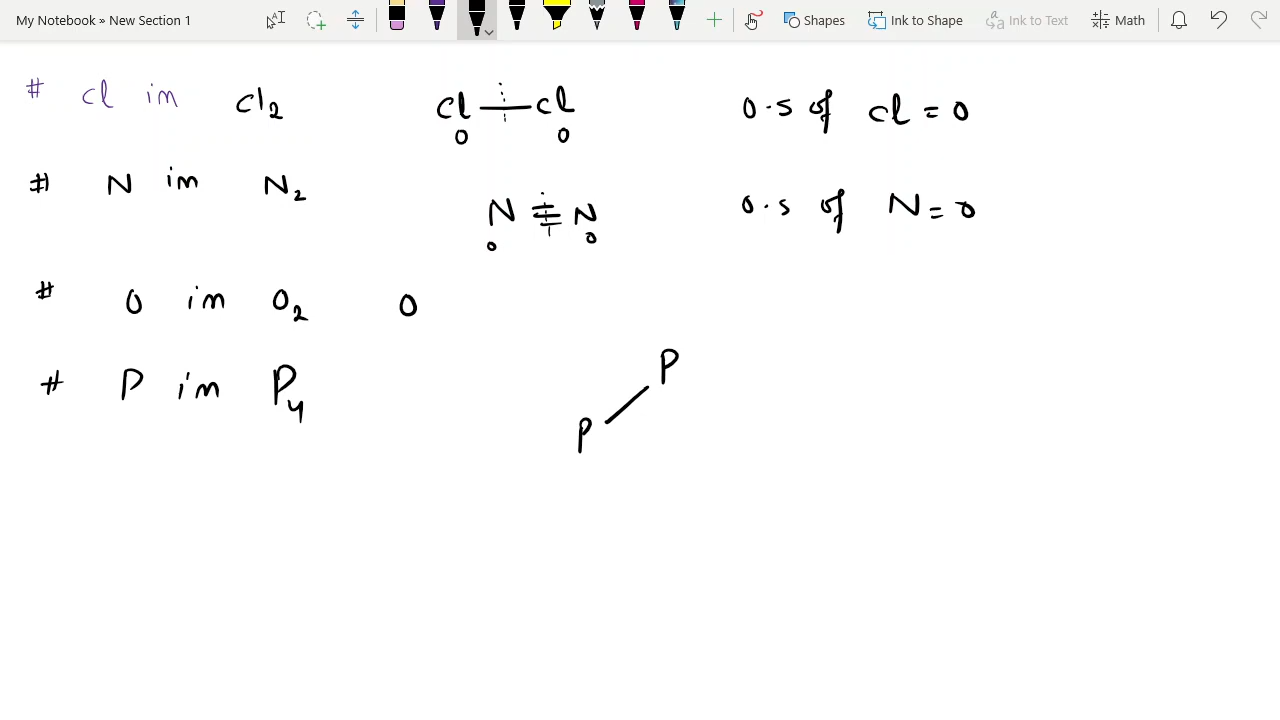 My Notebook » New Section 1 Shapes Ink to Shape Ink to Text Math
# Cl in Cl2 Cl—Cl O.S of Cl = 0
0 0
# N in N2 N≡N O.S of N = 0
0 0
# O in O2 0
# P in P4 P
P